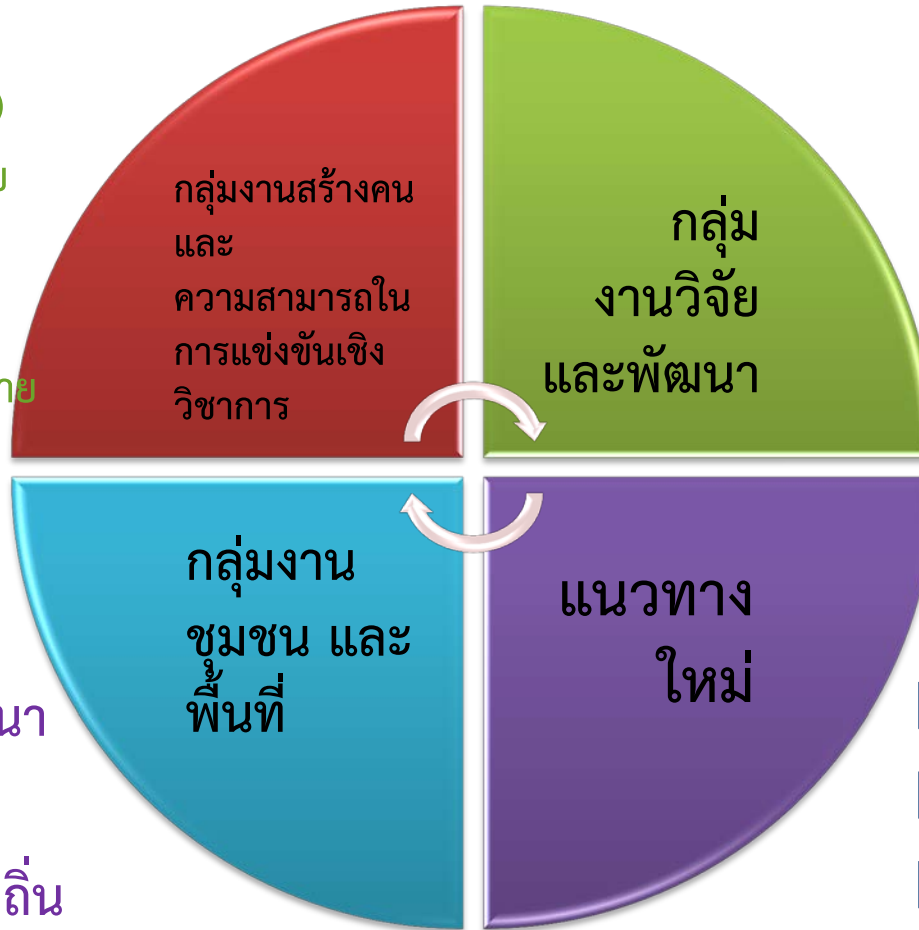 กลุ่มงานสร้างคน
และ
ความสามารถใน
การแข่งขันเชิง
วิชาการ
กลุ่ม
งานวิจัย
และพัฒนา
กลุ่มงาน
ชุมชน และ
พื้นที่
แนวทาง
ใหม่